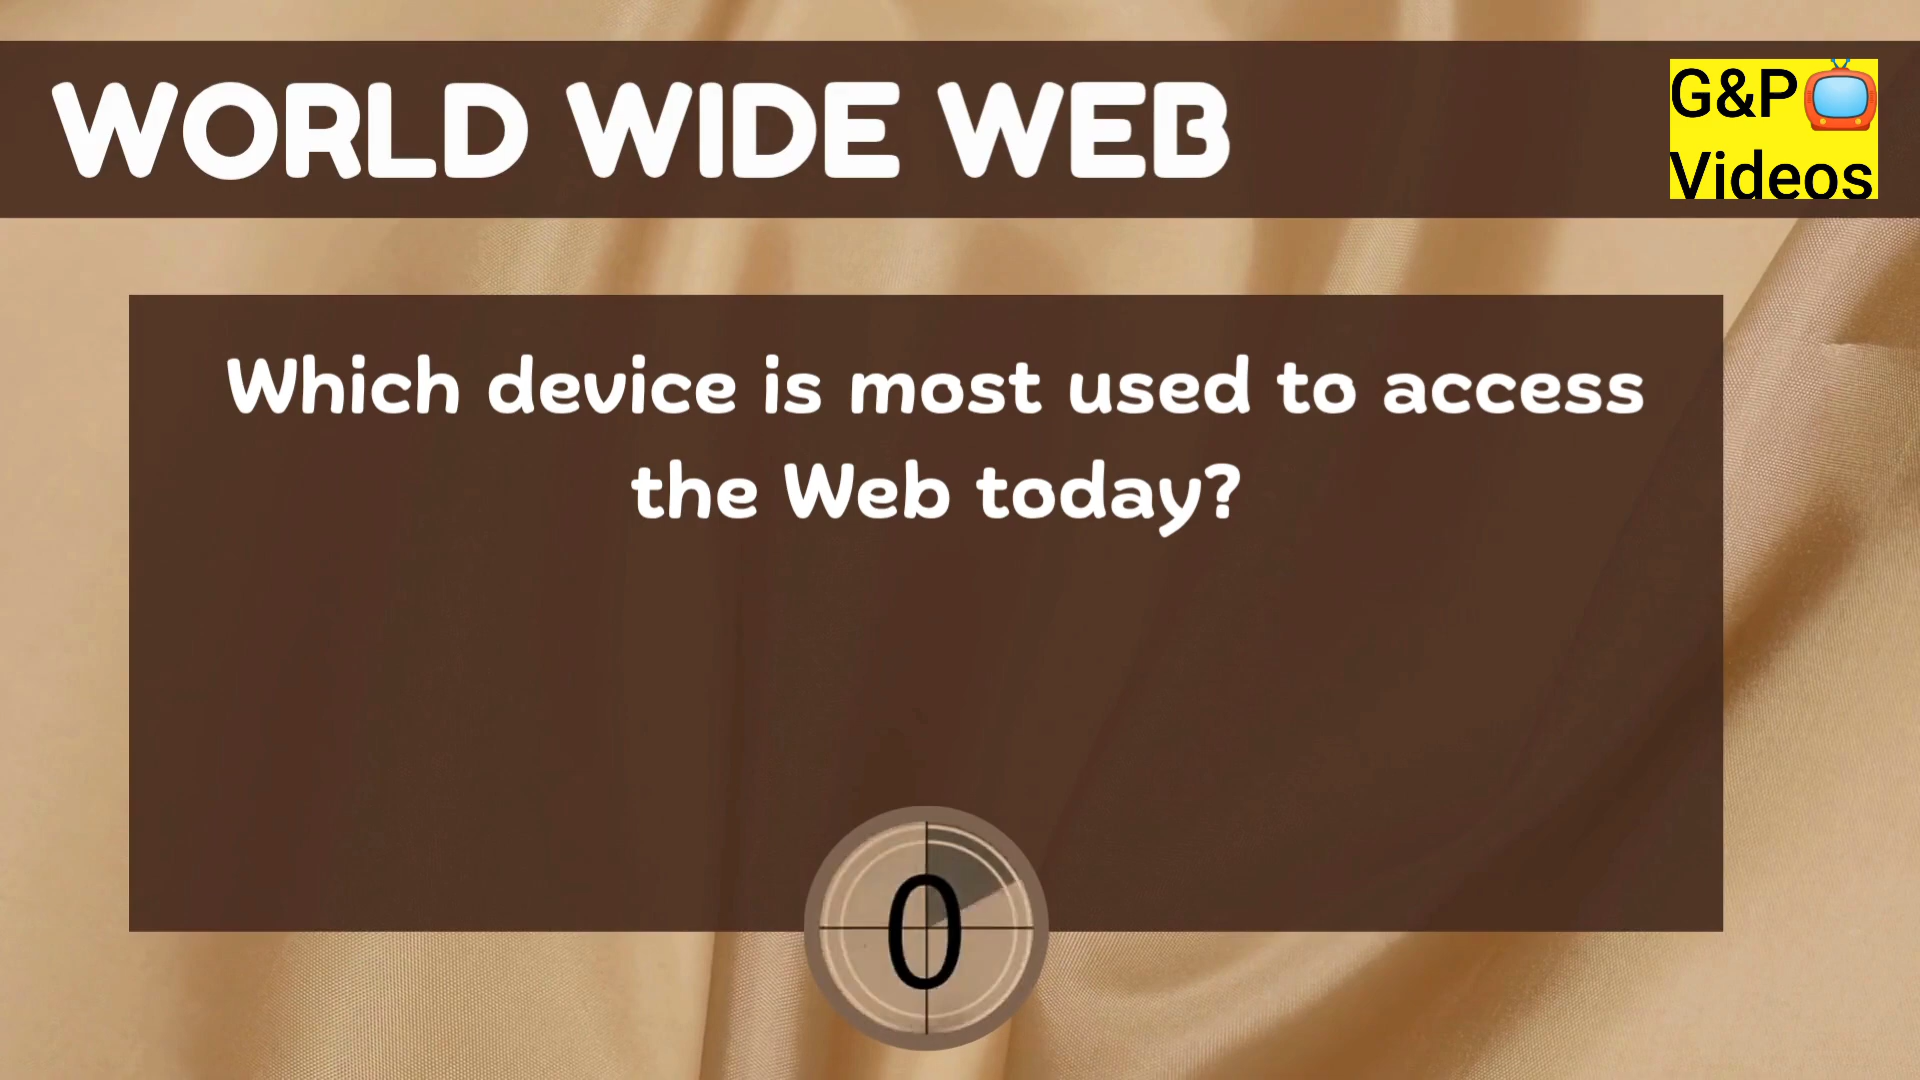 WORLD WIDE WEB
G&P📺
Videos
Which device is most used to access
the Web today?
0